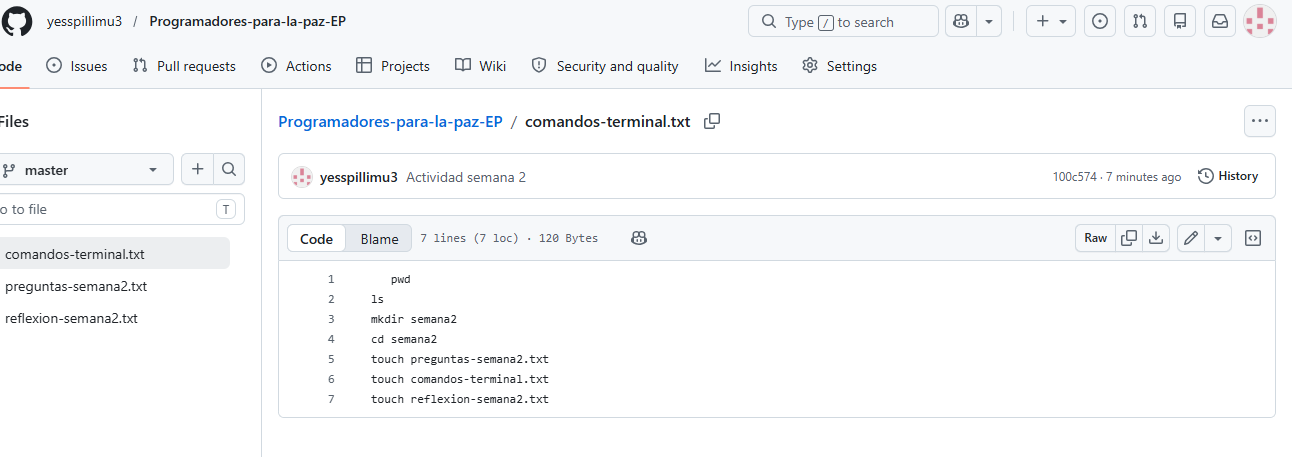 yesspillimu3 / Programadores-para-la-paz-EP
Type / to search
ode Issues Pull requests Actions Projects Wiki Security and quality Insights Settings
Files
master
o to file T
comandos-terminal.txt
preguntas-semana2.txt
reflexion-semana2.txt
Programadores-para-la-paz-EP / comandos-terminal.txt
yesspillimu3 Actividad semana 2 100c574 · 7 minutes ago History
Code Blame 7 lines (7 loc) · 120 Bytes Raw
1 pwd
2 ls
3 mkdir semana2
4 cd semana2
5 touch preguntas-semana2.txt
6 touch comandos-terminal.txt
7 touch reflexion-semana2.txt